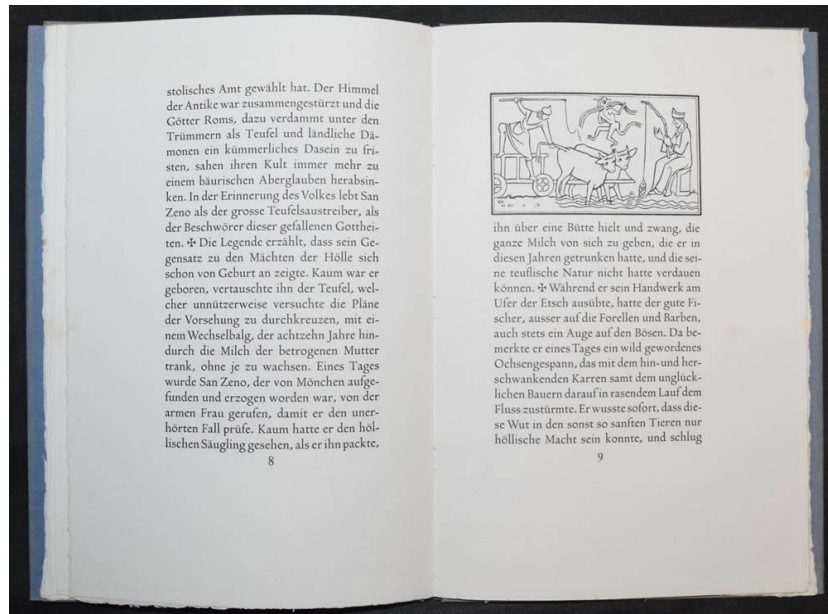 stolisches Amt gewählt hat. Der Himmel
der Antike war zusammengestürzt und die
Götter Roms, dazu verdammt unter den
Trümmern als Teufel und ländliche Dä-
monen ein kümmerliches Dasein zu fri-
sten, sahen ihren Kult immer mehr zu
einem bäurischen Aberglauben herabsin-
ken. In der Erinnerung des Volkes lebt San
Zeno als der grosse Teufelsaustreiber, als
der Beschwörer dieser gefallenen Gotthei-
ten. ✠ Die Legende erzählt, dass sein Ge-
gensatz zu den Mächten der Hölle sich
schon von Geburt an zeigte. Kaum war er
geboren, vertauschte ihn der Teufel, wel-
cher unnützerweise versuchte die Pläne
der Vorsehung zu durchkreuzen, mit ei-
nem Wechselbalg, der achtzehn Jahre hin-
durch die Milch der betrogenen Mutter
trank, ohne je zu wachsen. Eines Tages
wurde San Zeno, der von Mönchen aufge-
funden und erzogen worden war, von der
armen Frau gerufen, damit er den uner-
hörten Fall prüfe. Kaum hatte er den höl-
lischen Säugling gesehen, als er ihn packte,
8
ihn über eine Bütte hielt und zwang, die
ganze Milch von sich zu geben, die er in
diesen Jahren getrunken hatte, und die sei-
ne teuflische Natur nicht hatte verdauen
können. ✠ Während er sein Handwerk am
Ufer der Etsch ausübte, hatte der gute Fi-
scher, ausser auf die Forellen und Barben,
auch stets ein Auge auf den Bösen. Da be-
merkte er eines Tages ein wild gewordenes
Ochsengespann, das mit dem hin- und her-
schwankenden Karren samt dem unglück-
lichen Bauern darauf in rasendem Lauf dem
Fluss zustürmte. Er wusste sofort, dass die-
se Wut in den sonst so sanften Tieren nur
höllische Macht sein konnte, und schlug
9